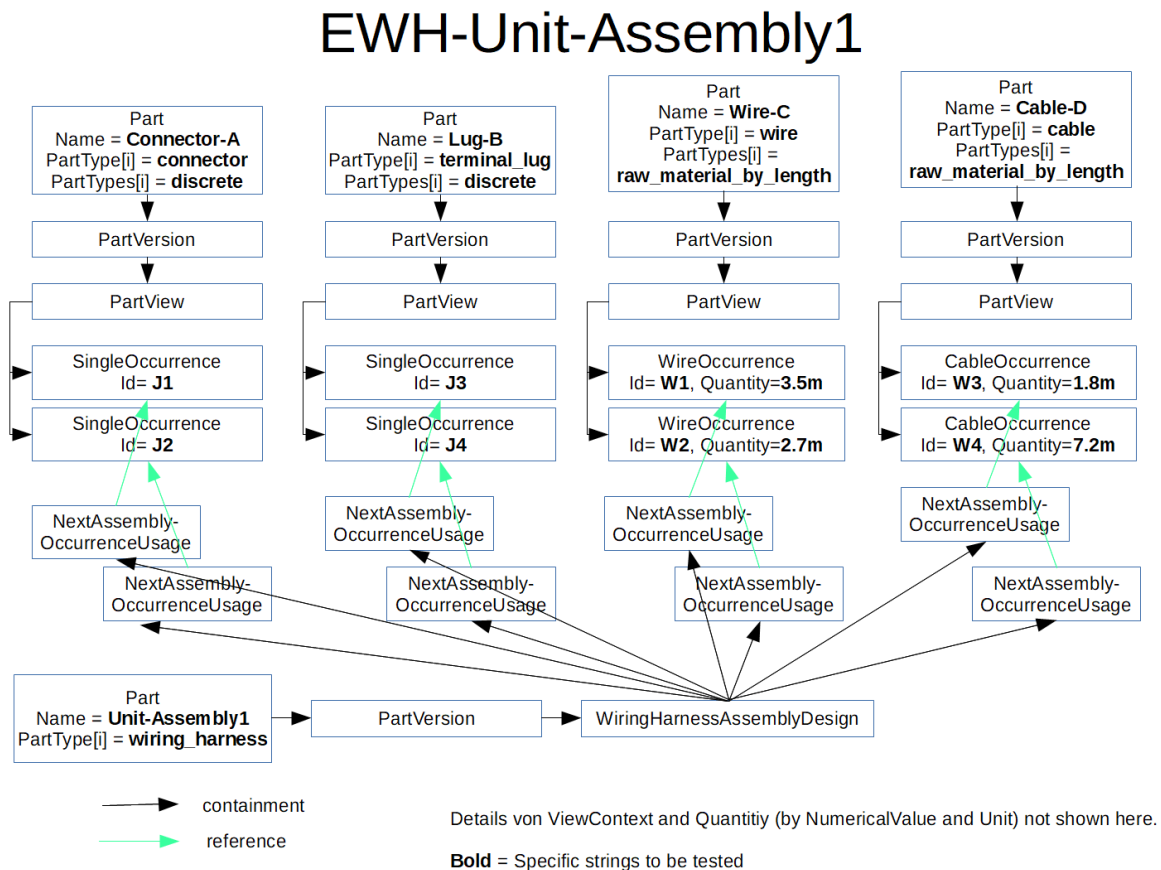 EWH-Unit-Assembly1
Part
Name = Connector-A
PartType[i] = connector
PartTypes[i] = discrete
Part
Name = Lug-B
PartType[i] = terminal_lug
PartTypes[i] = discrete
Part
Name = Wire-C
PartType[i] = wire
PartTypes[i] =
raw_material_by_length
Part
Name = Cable-D
PartType[i] = cable
PartTypes[i] =
raw_material_by_length
PartVersion
PartVersion
PartVersion
PartVersion
PartView
PartView
PartView
PartView
SingleOccurrence
Id= J1
SingleOccurrence
Id= J3
WireOccurrence
Id= W1, Quantity=3.5m
CableOccurrence
Id= W3, Quantity=1.8m
SingleOccurrence
Id= J2
SingleOccurrence
Id= J4
WireOccurrence
Id= W2, Quantity=2.7m
CableOccurrence
Id= W4, Quantity=7.2m
NextAssembly-
OccurrenceUsage
NextAssembly-
OccurrenceUsage
NextAssembly-
OccurrenceUsage
NextAssembly-
OccurrenceUsage
NextAssembly-
OccurrenceUsage
NextAssembly-
OccurrenceUsage
NextAssembly-
OccurrenceUsage
NextAssembly-
OccurrenceUsage
Part
Name = Unit-Assembly1
PartType[i] = wiring_harness
PartVersion
WiringHarnessAssemblyDesign
containment
reference
Details von ViewContext and Quantitiy (by NumericalValue and Unit) not shown here.
Bold = Specific strings to be tested